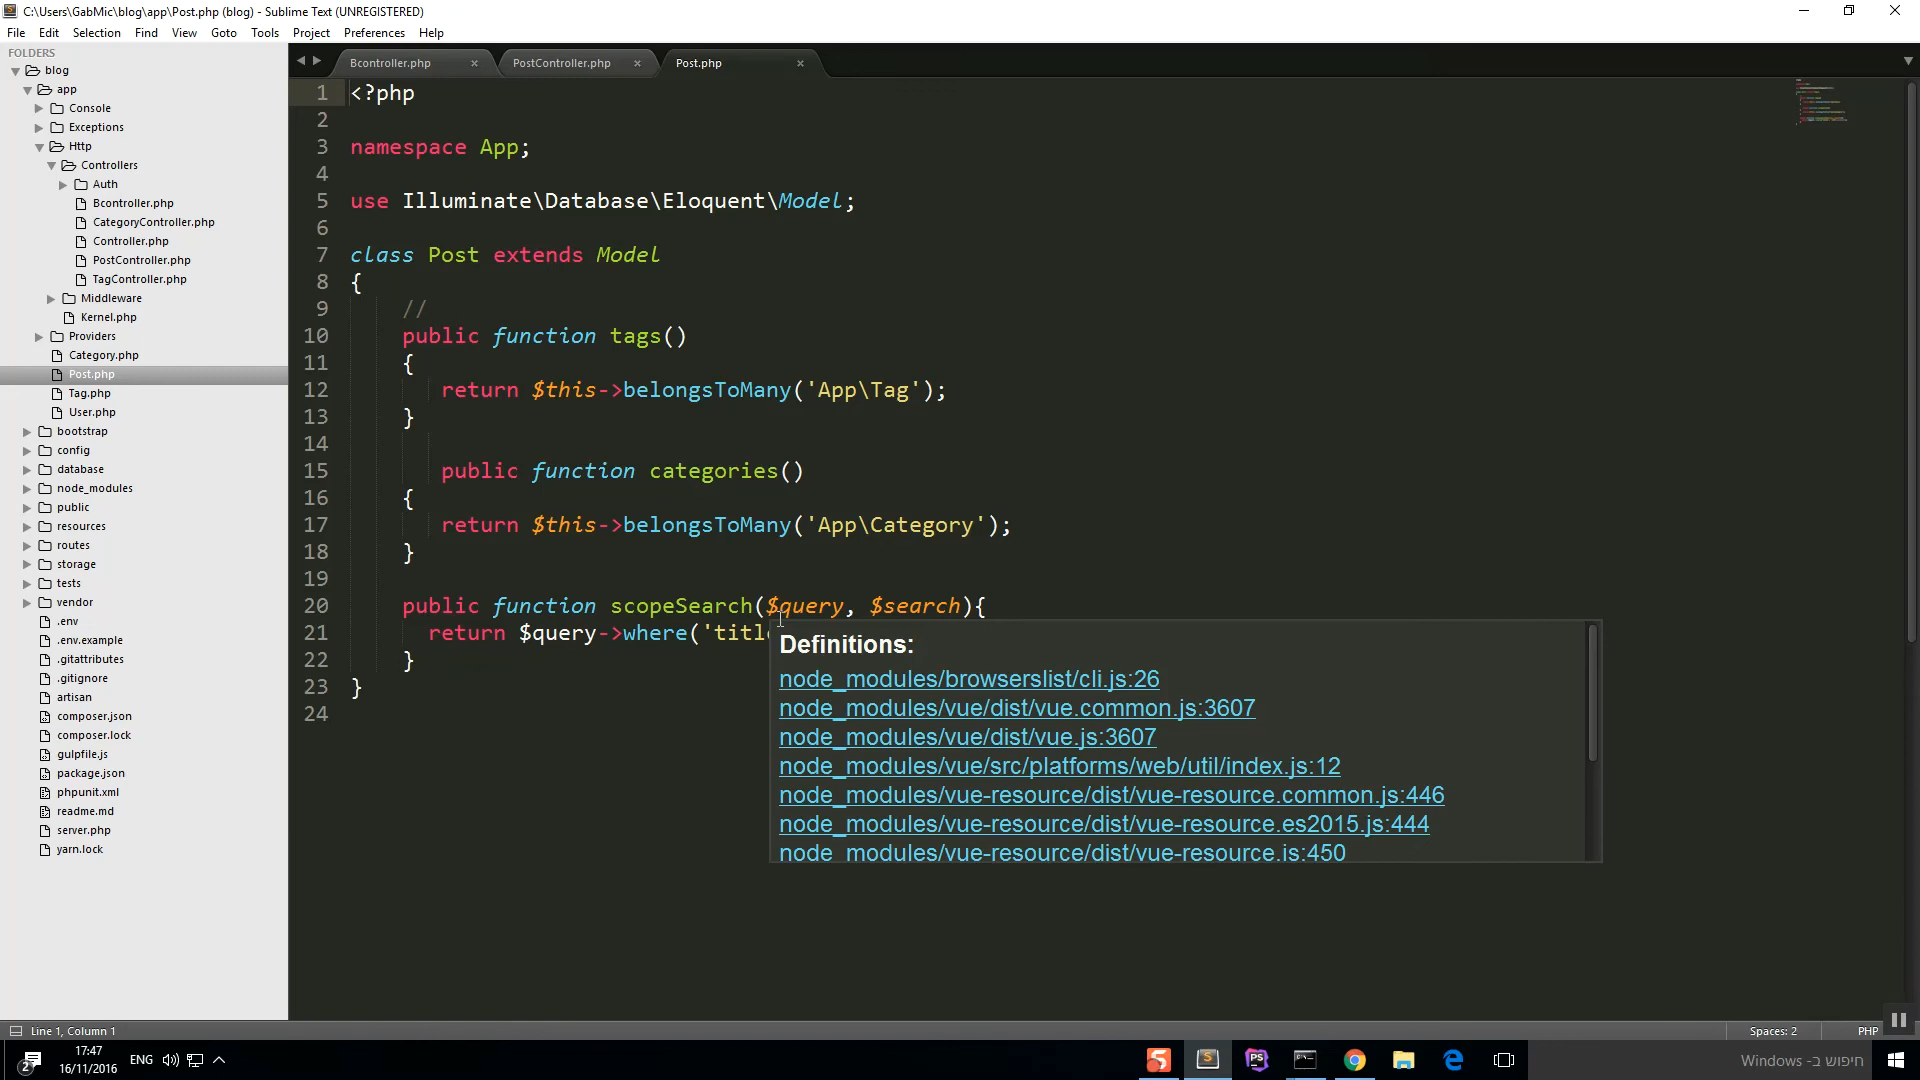 C:\Users\GabMic\blog\app\Post.php (blog) - Sublime Text (UNREGISTERED)
File Edit Selection Find View Goto Tools Project Preferences Help
FOLDERS
blog
app
Console
Exceptions
Http
Controllers
Auth
Bcontroller.php
CategoryController.php
Controller.php
PostController.php
TagController.php
Middleware
Kernel.php
Providers
Category.php
Post.php
Tag.php
User.php
bootstrap
config
database
node_modules
public
resources
routes
storage
tests
vendor
.env
.env.example
.gitattributes
.gitignore
artisan
composer.json
composer.lock
gulpfile.js
package.json
phpunit.xml
readme.md
server.php
yarn.lock
Bcontroller.php × PostController.php × Post.php ×
1 <?php
2
3 namespace App;
4
5 use Illuminate\Database\Eloquent\Model;
6
7 class Post extends Model
8 {
9 //
10 public function tags()
11 {
12 return $this->belongsToMany('App\Tag');
13 }
14
15 public function categories()
16 {
17 return $this->belongsToMany('App\Category');
18 }
19
20 public function scopeSearch($query, $search){
21 return $query->where('title
22 }
23 }
24
Definitions:
node_modules/browserslist/cli.js:26
node_modules/vue/dist/vue.common.js:3607
node_modules/vue/dist/vue.js:3607
node_modules/vue/src/platforms/web/util/index.js:12
node_modules/vue-resource/dist/vue-resource.common.js:446
node_modules/vue-resource/dist/vue-resource.es2015.js:444
node_modules/vue-resource/dist/vue-resource.js:450
Line 1, Column 1
Spaces: 2 PHP
2
17:47
16/11/2016
ENG
חיפוש ב- Windows